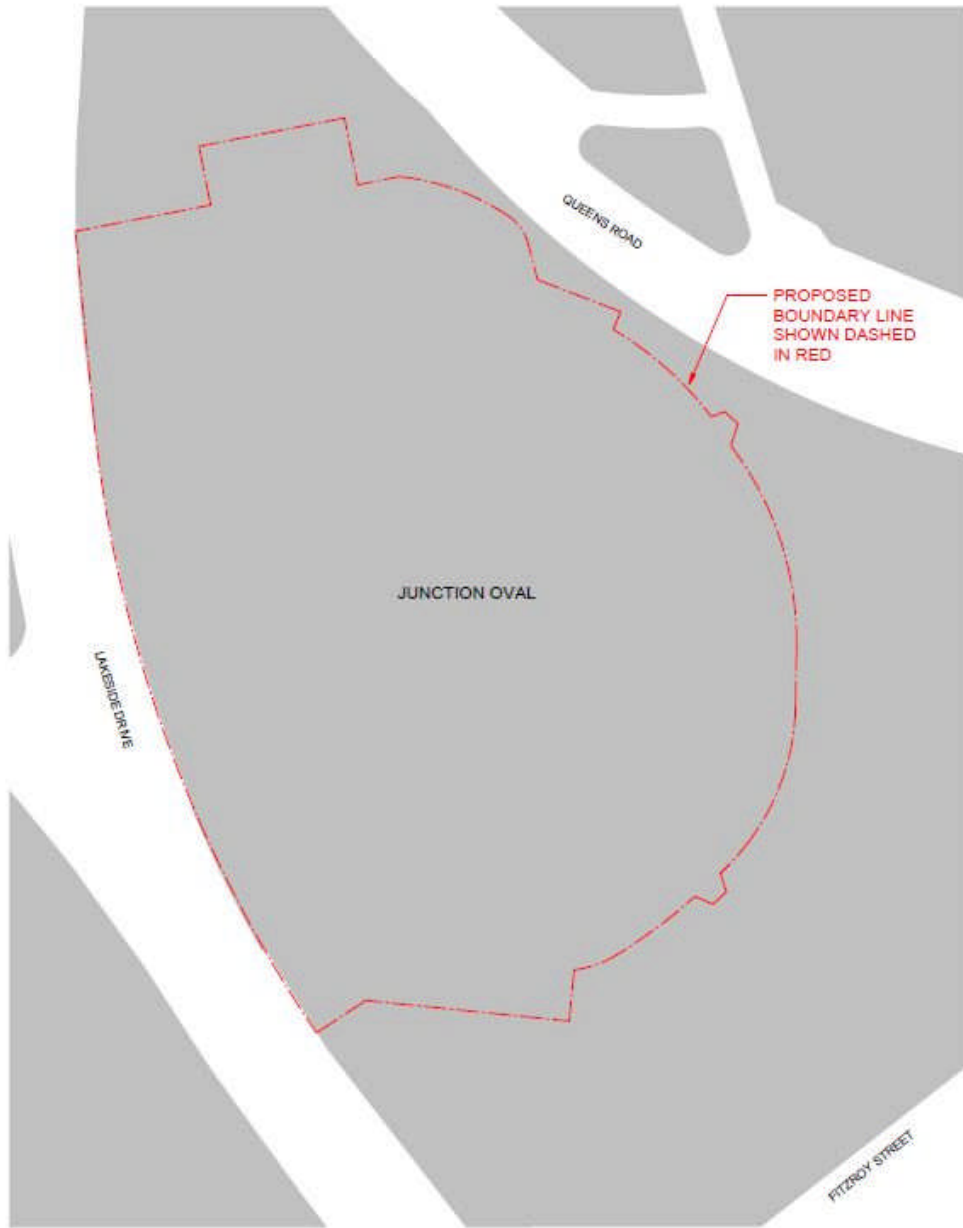 QUEENS ROAD
PROPOSED
BOUNDARY LINE
SHOWN DASHED
IN RED
JUNCTION OVAL
LAKESIDE DRIVE
FITZROY STREET